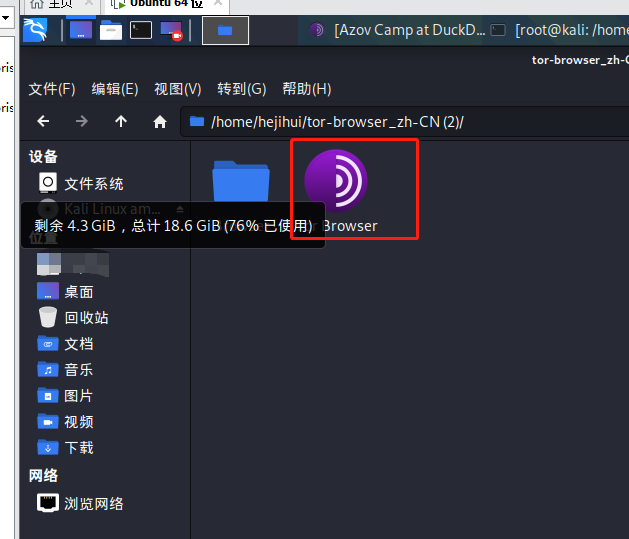 主页
Ubuntu 64 位
oris
[Azov Camp at DuckD...
[root@kali: /home
tor-browser_zh-C
文件(F) 编辑(E) 视图(V) 转到(G) 帮助(H)
/home/hejihui/tor-browser_zh-CN (2)/
设备
文件系统
Kali Linux am...
剩余 4.3 GiB，总计 18.6 GiB (76% 已使用)
Browser
位置
桌面
回收站
文档
音乐
图片
视频
下载
网络
浏览网络